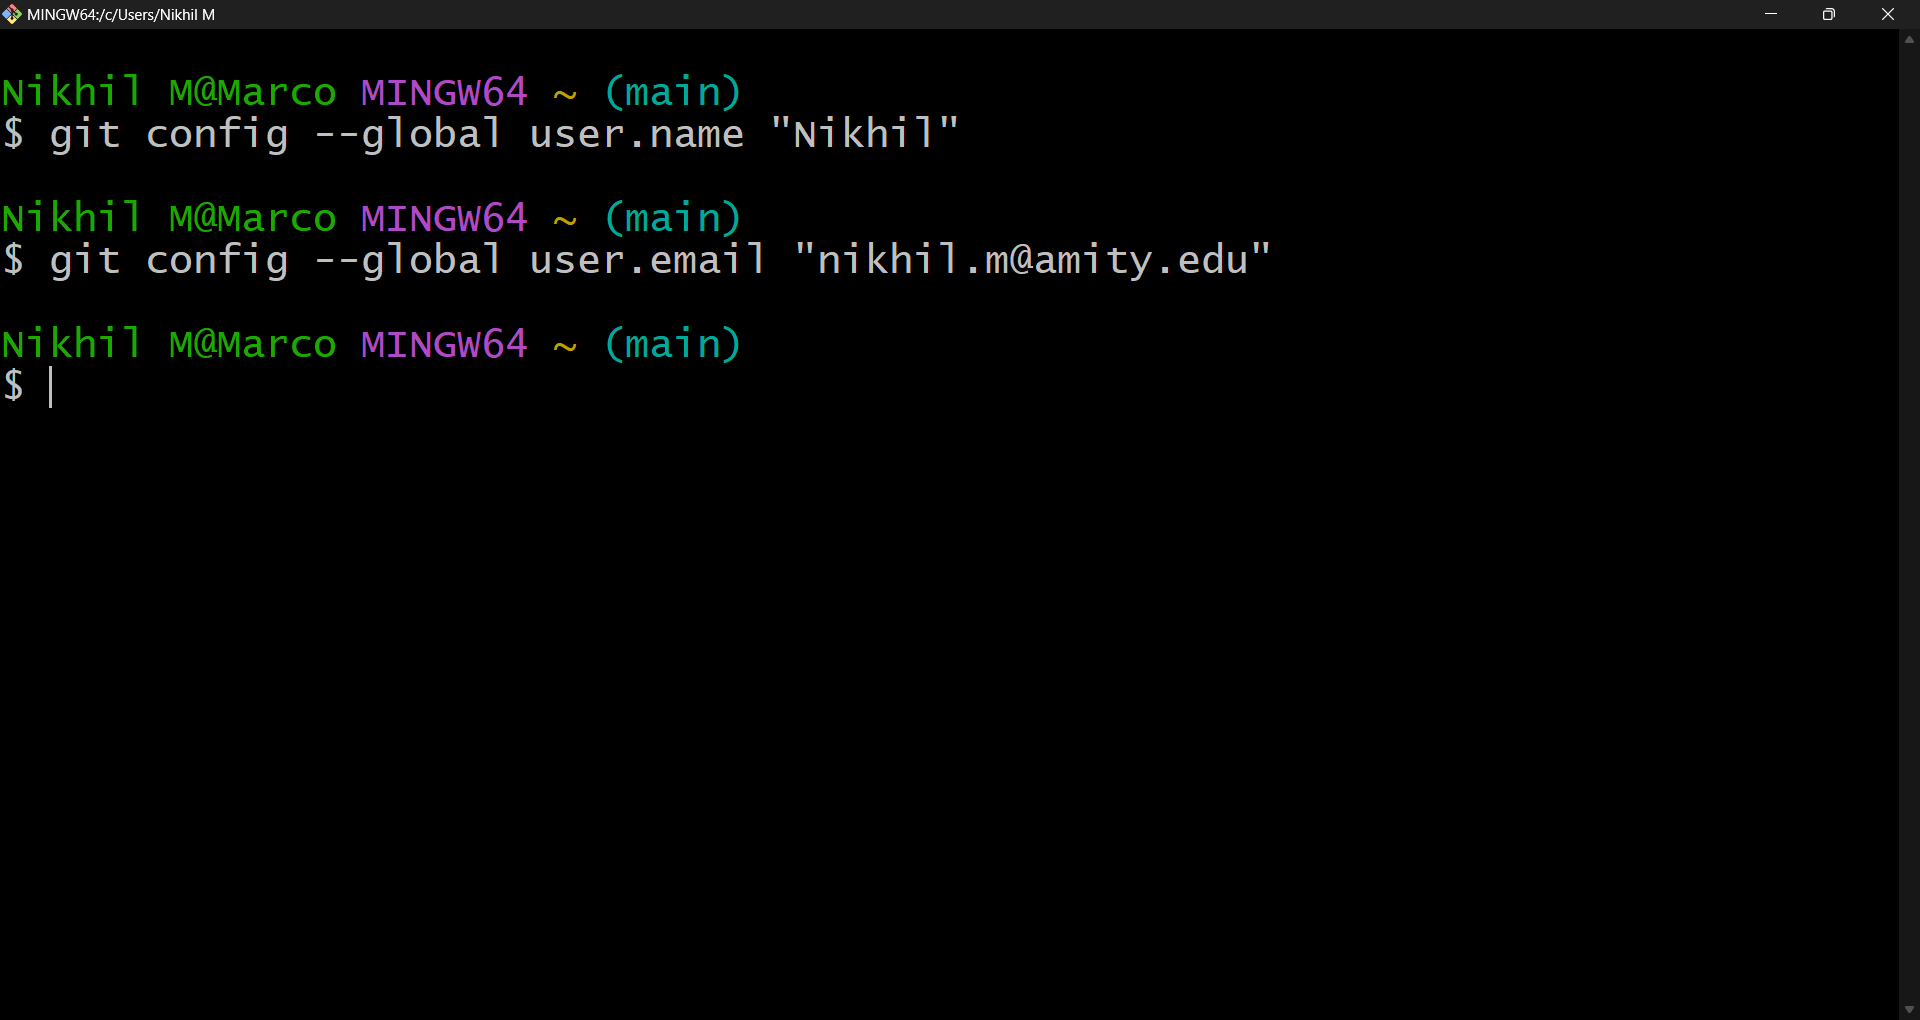 MINGW64:/c/Users/Nikhil M
Nikhil M@Marco MINGW64 ~ (main)
$ git config --global user.name "Nikhil"
Nikhil M@Marco MINGW64 ~ (main)
$ git config --global user.email "nikhil.m@amity.edu"
Nikhil M@Marco MINGW64 ~ (main)
$